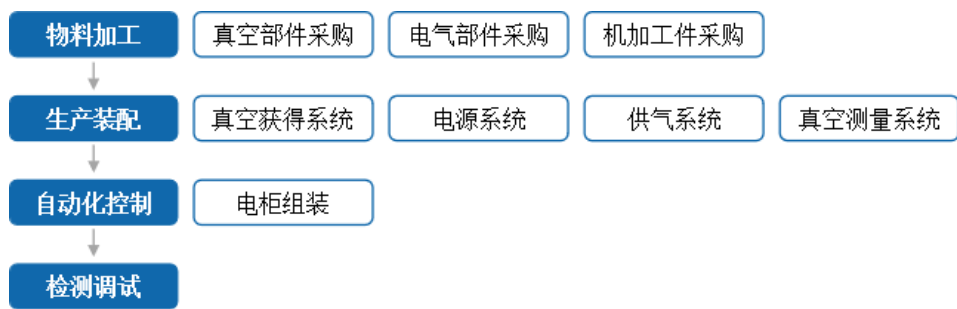 物料加工 真空部件采购 电气部件采购 机加工件采购
生产装配 真空获得系统 电源系统 供气系统 真空测量系统
自动化控制 电柜组装
检测调试